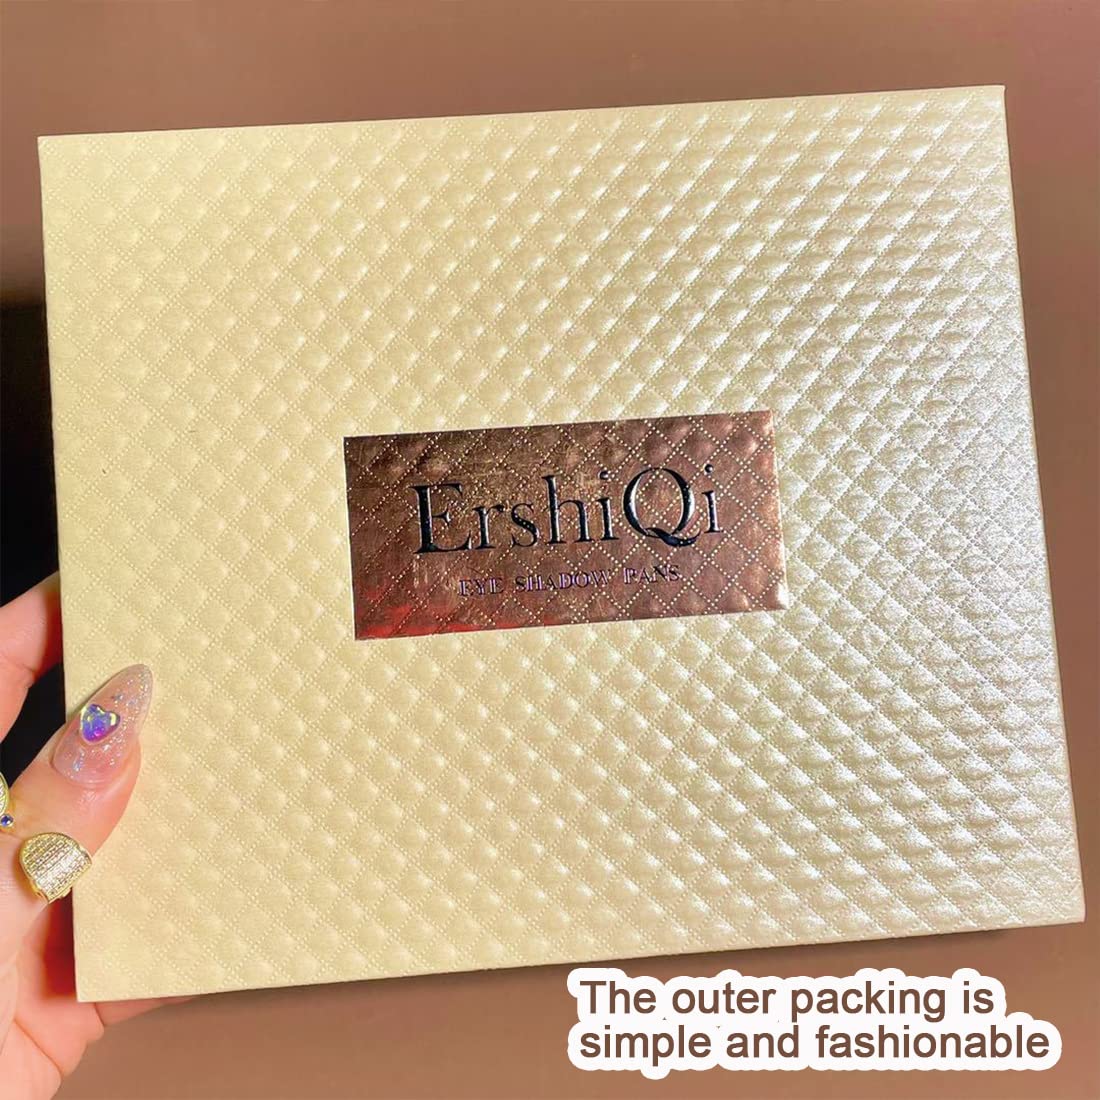 ErshiQi
EYE SHADOW PANS
The outer packing is
simple and fashionable